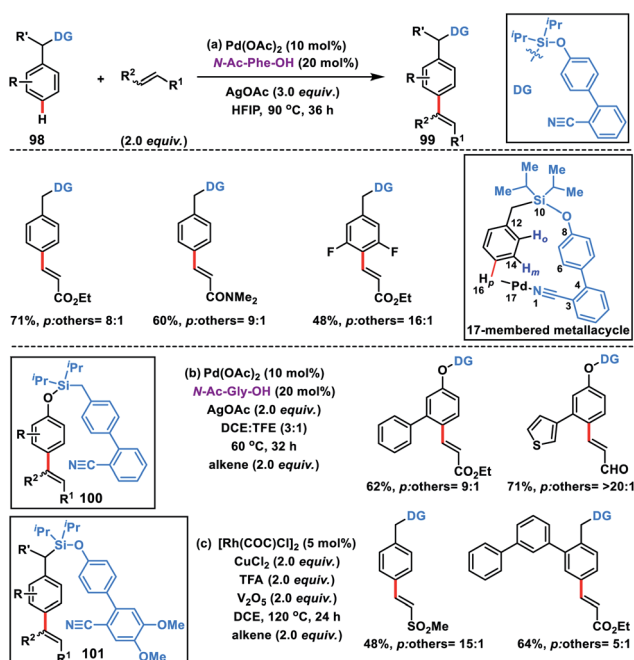 R' DG
R
H
98
+
R² R¹
(2.0 equiv.)
(a) Pd(OAc)₂ (10 mol%)
N-Ac-Phe-OH (20 mol%)
AgOAc (3.0 equiv.)
HFIP, 90 °C, 36 h
R' DG
R
R² R¹
99
ⁱPr ⁱPr
Si-O
DG
N≡C
DG
CO₂Et
71%, p:others= 8:1
DG
CONMe₂
60%, p:others= 9:1
DG
F F
CO₂Et
48%, p:others= 16:1
Me Me
Me Me
Si
10 O
12 8
Hₒ
14 Hₘ 6
Hₚ Pd-N≡C 4
16 17 1 3
17-membered metallacycle
ⁱPr ⁱPr
Si
O
R
N≡C
R² R¹
100
(b) Pd(OAc)₂ (10 mol%)
N-Ac-Gly-OH (20 mol%)
AgOAc (2.0 equiv.)
DCE:TFE (3:1)
60 °C, 32 h
alkene (2.0 equiv.)
DG
O
CO₂Et
62%, p:others= 9:1
DG
O
S
CHO
71%, p:others= >20:1
ⁱPr ⁱPr
R' Si-O
R
N≡C OMe
R² R¹ OMe
101
(c) [Rh(COC)Cl]₂ (5 mol%)
CuCl₂ (2.0 equiv.)
TFA (2.0 equiv.)
V₂O₅ (2.0 equiv.)
DCE, 120 °C, 24 h
alkene (2.0 equiv.)
DG
SO₂Me
48%, p:others= 15:1
DG
CO₂Et
64%, p:others= 5:1